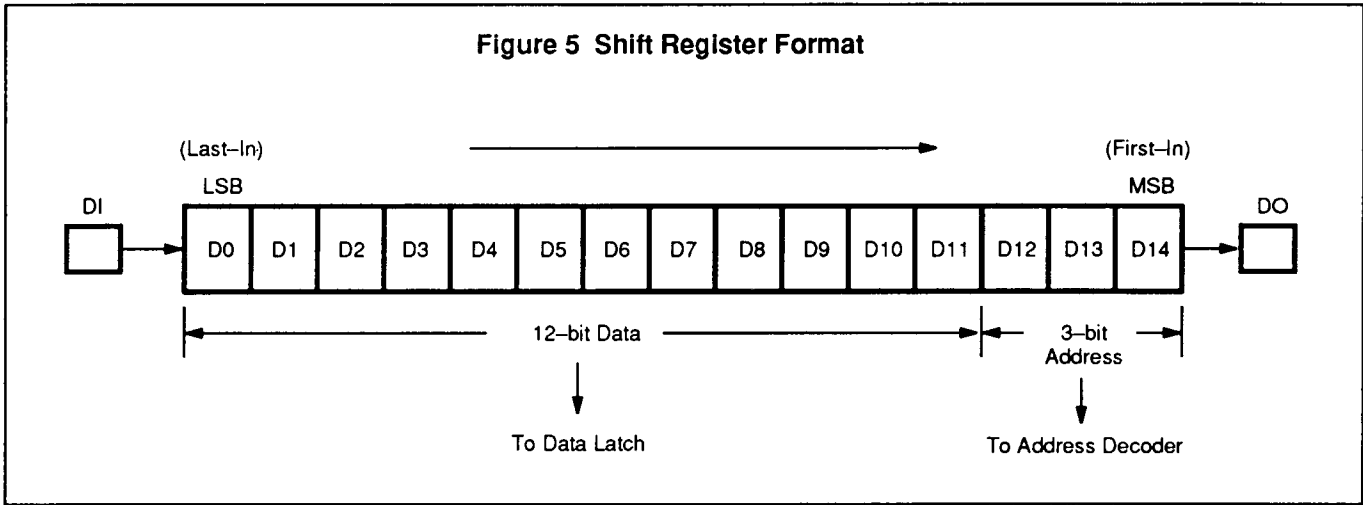 Figure 5 Shift Register Format
(Last–In)
(First–In)
LSB
MSB
DI
DO
D0 D1 D2 D3 D4 D5 D6 D7 D8 D9 D10 D11 D12 D13 D14
12–bit Data
3–bit
Address
To Data Latch
To Address Decoder